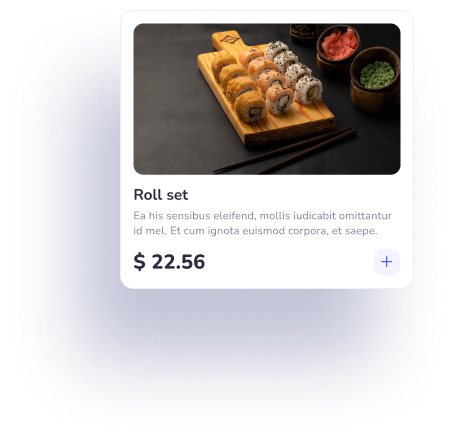 Roll set
Ea his sensibus eleifend, mollis iudicabit omittantur
id mel. Et cum ignota euismod corpora, et saepe.
$ 22.56